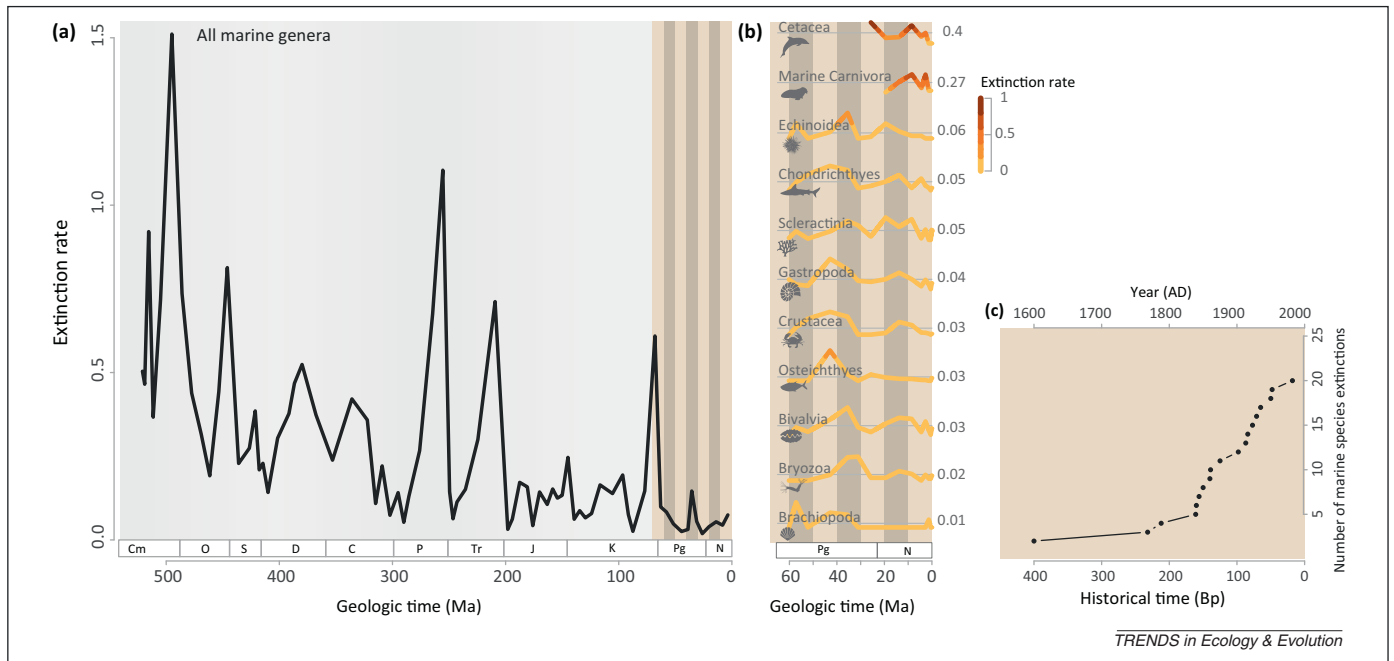 (a)
All marine genera
Extinction rate
1.5
1.0
0.5
0.0
Cm O S D C P Tr J K Pg N
500 400 300 200 100 0
Geologic time (Ma)
(b)
Cetacea 0.4
Marine Carnivora 0.27
Echinoidea 0.06
Chondrichthyes 0.05
Scleractinia 0.05
Gastropoda 0.04
Crustacea 0.03
Osteichthyes 0.03
Bivalvia 0.03
Bryozoa 0.02
Brachiopoda 0.01
Pg N
60 40 20 0
Geologic time (Ma)
Extinction rate
1
0.5
0
(c)
Year (AD)
1600 1700 1800 1900 2000
25
20
15
10
5
Number of marine species extinctions
400 300 200 100 0
Historical time (Bp)
TRENDS in Ecology & Evolution